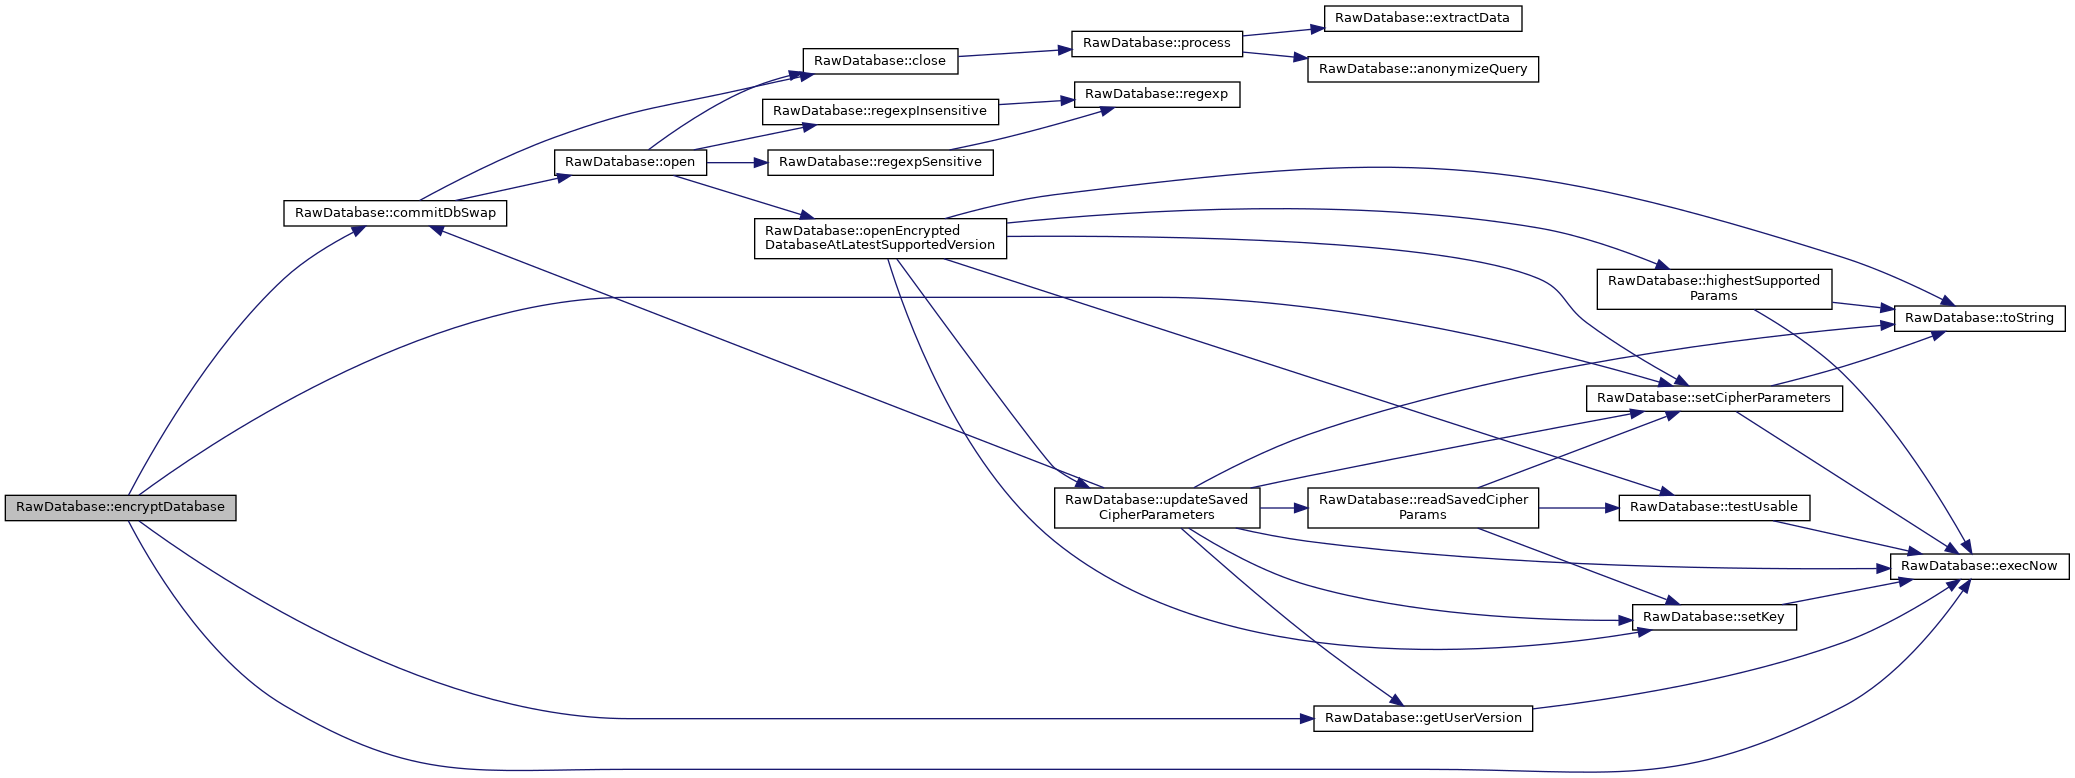 RawDatabase::extractData
RawDatabase::process
RawDatabase::close
RawDatabase::anonymizeQuery
RawDatabase::regexp
RawDatabase::regexpInsensitive
RawDatabase::open
RawDatabase::regexpSensitive
RawDatabase::commitDbSwap
RawDatabase::openEncrypted
DatabaseAtLatestSupportedVersion
RawDatabase::highestSupported
Params
RawDatabase::toString
RawDatabase::setCipherParameters
RawDatabase::encryptDatabase
RawDatabase::updateSaved
CipherParameters
RawDatabase::readSavedCipher
Params
RawDatabase::testUsable
RawDatabase::execNow
RawDatabase::setKey
RawDatabase::getUserVersion